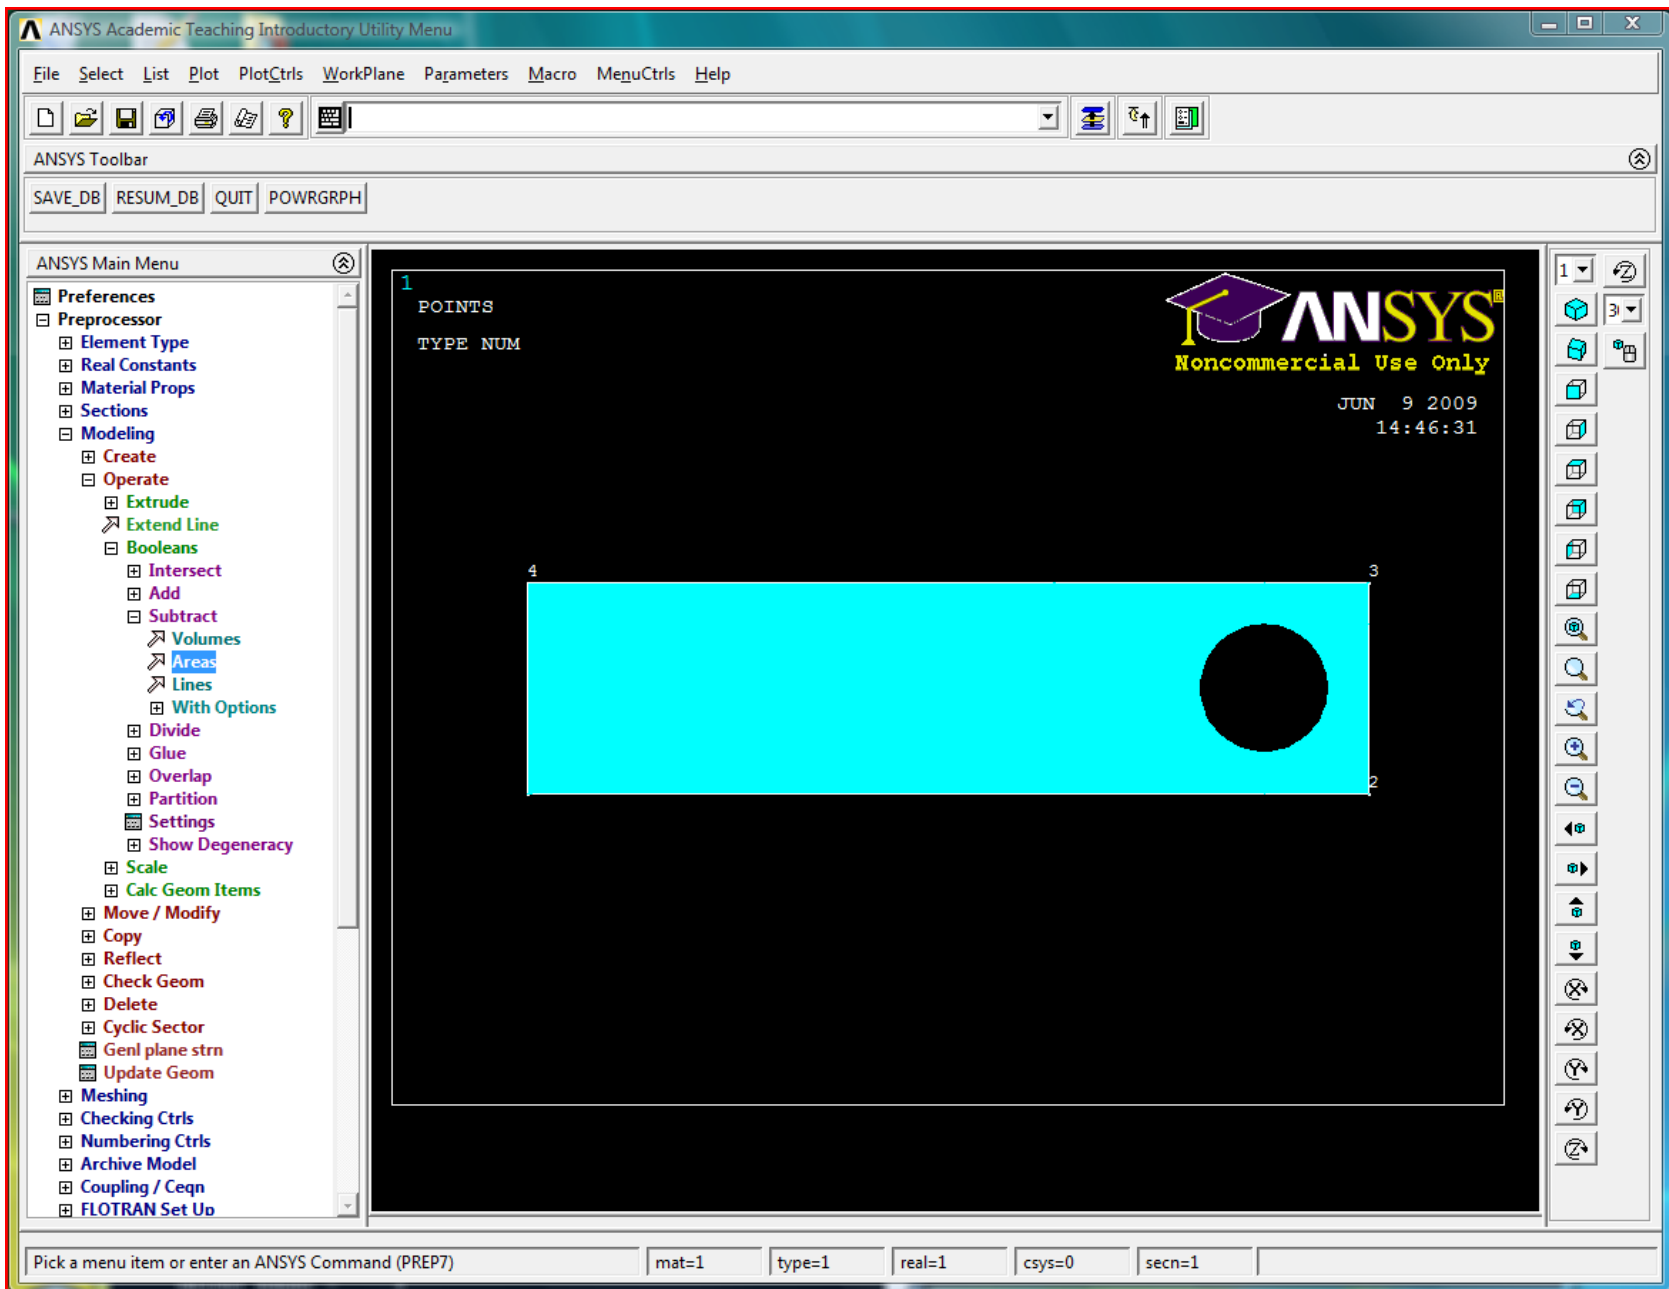 ANSYS Academic Teaching Introductory Utility Menu
File Select List Plot PlotCtrls WorkPlane Parameters Macro MenuCtrls Help
ANSYS Toolbar
SAVE_DB RESUM_DB QUIT POWRGRPH
ANSYS Main Menu
Preferences
Preprocessor
Element Type
Real Constants
Material Props
Sections
Modeling
Create
Operate
Extrude
Extend Line
Booleans
Intersect
Add
Subtract
Volumes
Areas
Lines
With Options
Divide
Glue
Overlap
Partition
Settings
Show Degeneracy
Scale
Calc Geom Items
Move / Modify
Copy
Reflect
Check Geom
Delete
Cyclic Sector
Genl plane strn
Update Geom
Meshing
Checking Ctrls
Numbering Ctrls
Archive Model
Coupling / Ceqn
FLOTRAN Set Up
1
POINTS
TYPE NUM
ANSYS®
Noncommercial Use Only
JUN 9 2009
14:46:31
4
3
2
1
3
Z
X
X
Y
Y
Z
Pick a menu item or enter an ANSYS Command (PREP7)
mat=1
type=1
real=1
csys=0
secn=1